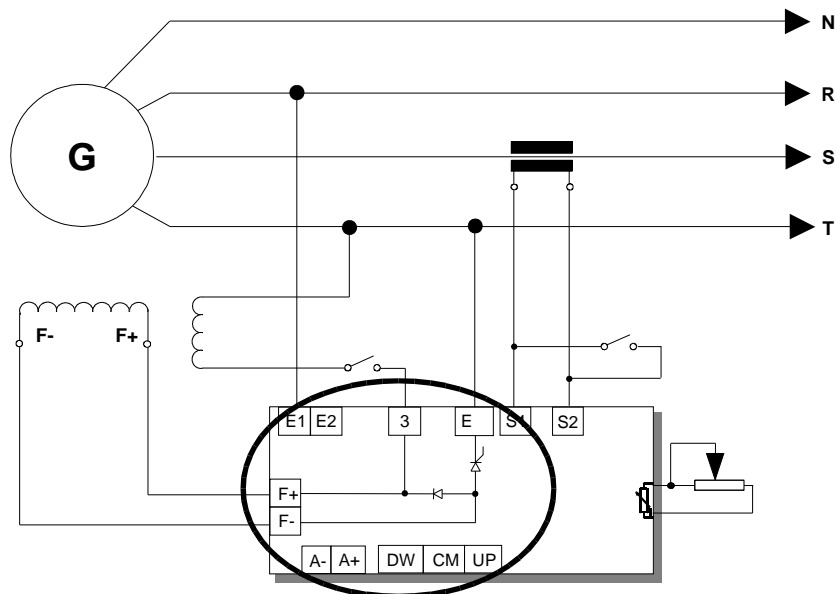 N
R
G
S
T
F- F+
E1 E2 3 E S1 S2
F+
F-
A- A+ DW CM UP